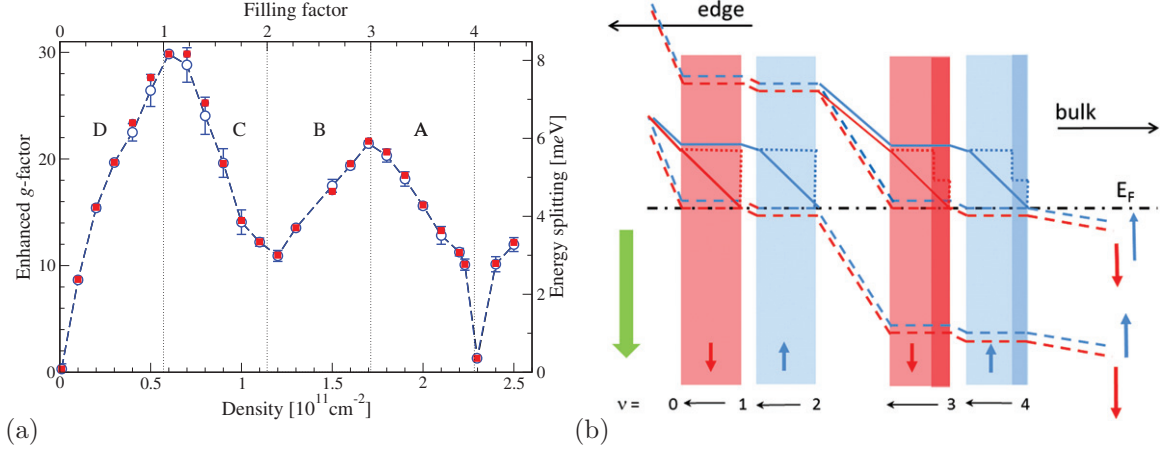 Filling factor
0 1 2 3 4
30
20
10
0
Enhanced g-factor
D
C
B
A
8
6
4
2
0
Energy splitting [meV]
0 0.5 1 1.5 2 2.5
Density [10¹¹cm⁻²]
(a)
edge
bulk
E_F
ν = 0 1 2 3 4
(b)